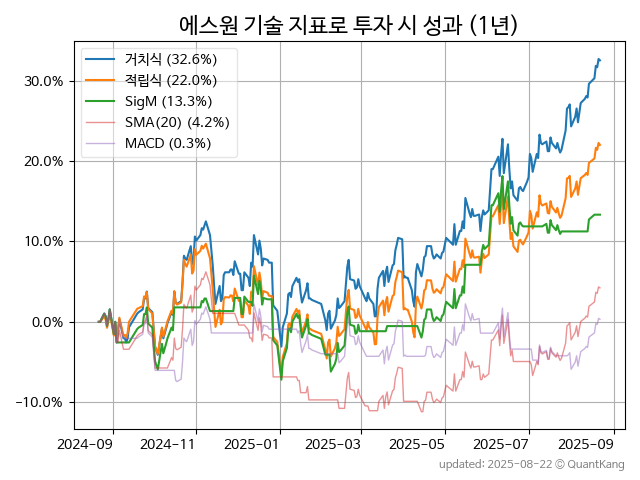 에스원 기술 지표로 투자 시 성과 (1년)
거치식 (32.6%)
적립식 (22.0%)
SigM (13.3%)
SMA(20) (4.2%)
MACD (0.3%)
30.0%
20.0%
10.0%
0.0%
−10.0%
2024-09 2024-11 2025-01 2025-03 2025-05 2025-07 2025-09
updated: 2025-08-22 © QuantKang